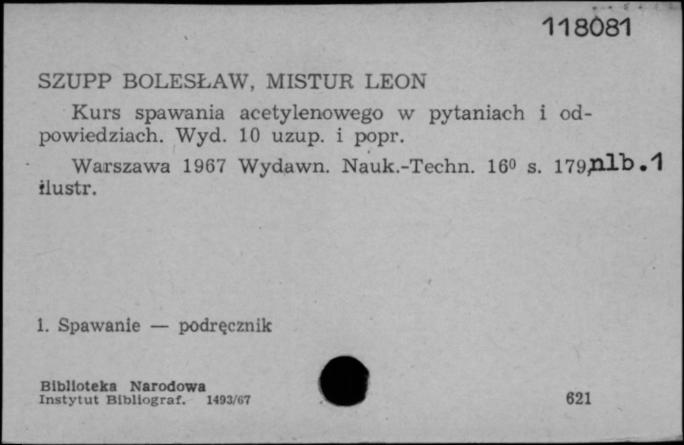 118081
SZUPP BOLESŁAW, MISTUR LEON
Kurs spawania acetylenowego w pytaniach i od-
powiedziach. Wyd. 10 uzup. i popr.
Warszawa 1967 Wydawn. Nauk.-Techn. 16⁰ s. 179,nlb.1
ilustr.
1. Spawanie — podręcznik
Biblioteka Narodowa
Instytut Bibliograf. 1493/67
621